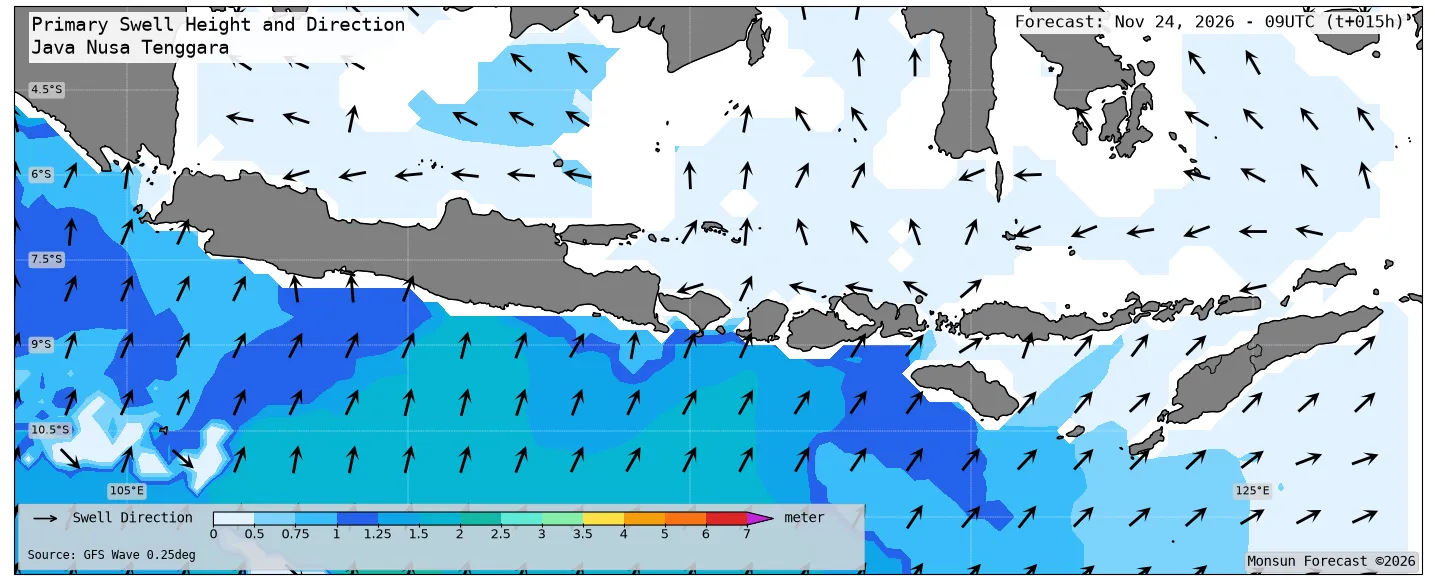 Primary Swell Height and Direction
Java Nusa Tenggara
Forecast: Nov 24, 2026 - 09UTC (t+015h)
4.5°S
6°S
7.5°S
9°S
10.5°S
105°E
125°E
Swell Direction
0 0.5 0.75 1 1.25 1.5 2 2.5 3 3.5 4 5 6 7
meter
Source: GFS Wave 0.25deg
Monsun Forecast ©2026